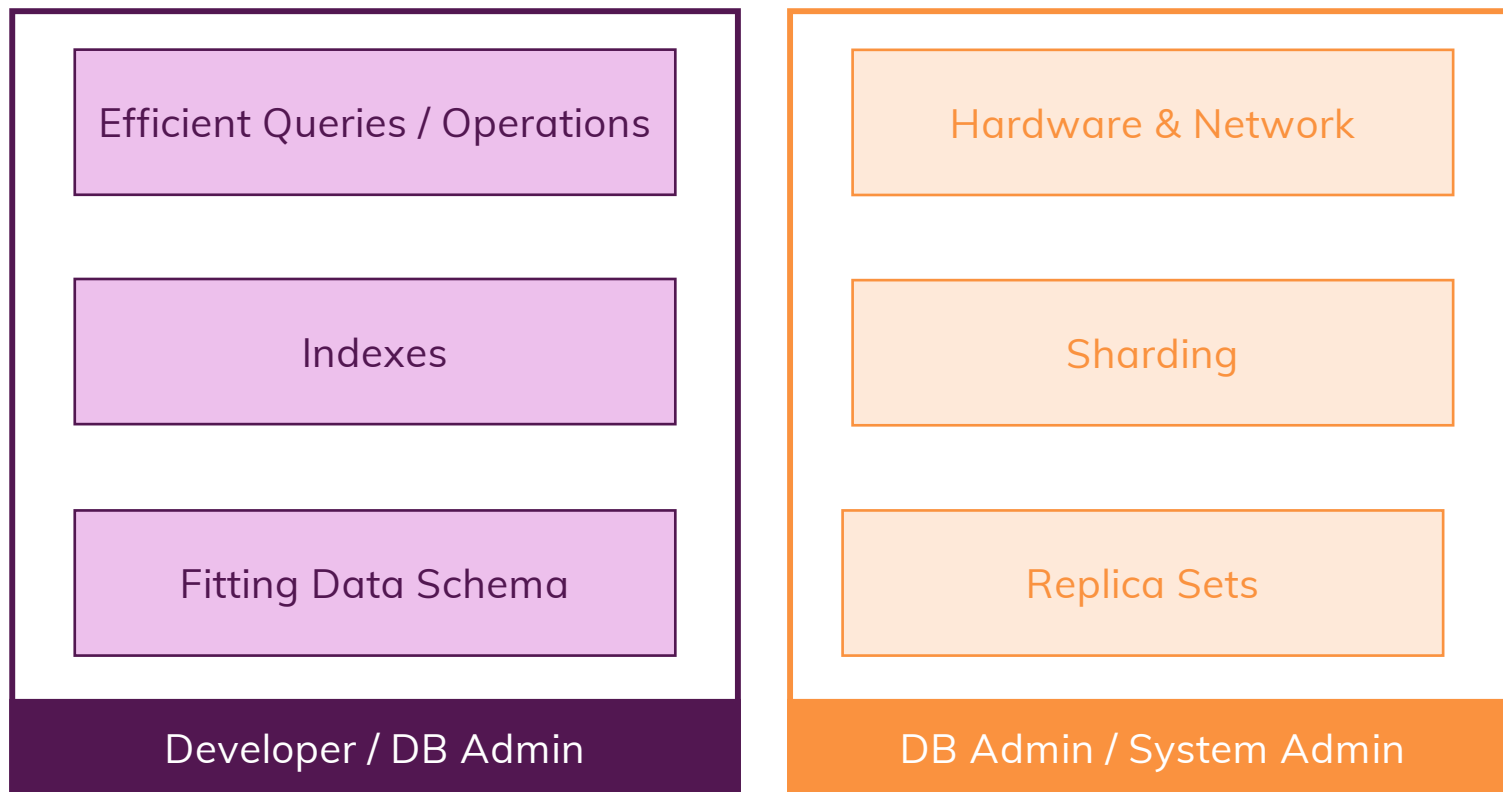 Efficient Queries / Operations
Indexes
Fitting Data Schema
Developer / DB Admin
Hardware & Network
Sharding
Replica Sets
DB Admin / System Admin